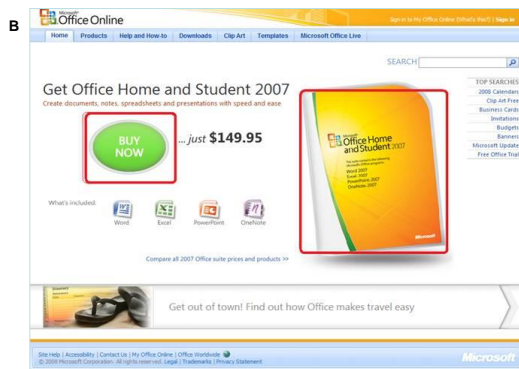 B
Microsoft
Office Online
Sign in to My Office Online (What's this?) | Sign in
Home Products Help and How-to Downloads Clip Art Templates Microsoft Office Live
SEARCH
TOP SEARCHES
2008 Calendars
Clip Art Free
Business Cards
Invitations
Budgets
Banners
Microsoft Update
Free Office Trial
Get Office Home and Student 2007
Create documents, notes, spreadsheets and presentations with speed and ease
BUY
NOW
... just $149.95
Office Home
and Student 2007
Word 2007
Excel 2007
PowerPoint 2007
OneNote 2007
Microsoft
What's included:
Word Excel PowerPoint OneNote
Compare all 2007 Office suite prices and products >>
Get out of town! Find out how Office makes travel easy
Site Help | Accessibility | Contact Us | My Office Online | Office Worldwide
© 2008 Microsoft Corporation. All rights reserved. Legal | Trademarks | Privacy Statement
Microsoft